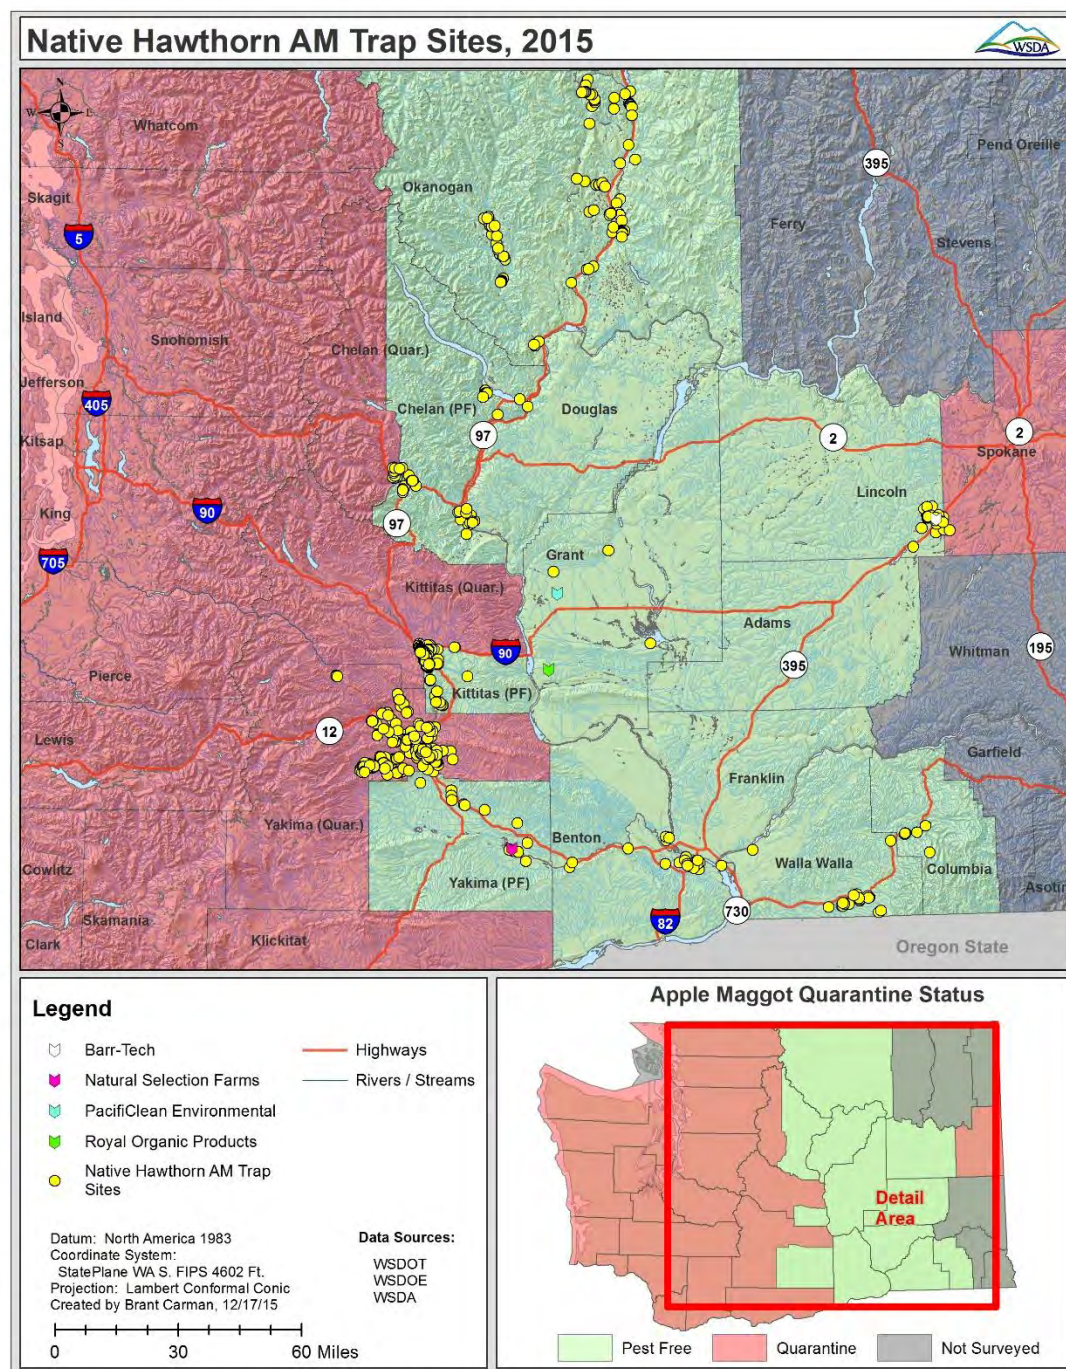 Native Hawthorn AM Trap Sites, 2015
WSDA
N
W
E
S
Whatcom
Pend Oreille
395
Okanogan
Skagit
Ferry
5
Stevens
Island
Snohomish
Chelan (Quar.)
Jefferson
405
Chelan (PF)
Douglas
Kitsap
97
2
2
Spokane
Lincoln
King
90
97
705
Grant
Kittitas (Quar.)
Adams
90
Whitman
195
Pierce
395
Kittitas (PF)
12
Lewis
Garfield
Franklin
Yakima (Quar.)
Benton
Cowlitz
Walla Walla
Columbia
Yakima (PF)
Asotin
Skamania
730
82
Clark
Klickitat
Oregon State
Legend
Barr-Tech
Natural Selection Farms
PacifiClean Environmental
Royal Organic Products
Native Hawthorn AM Trap
Sites
Highways
Rivers / Streams
Datum: North America 1983
Coordinate System:
StatePlane WA S. FIPS 4602 Ft.
Projection: Lambert Conformal Conic
Created by Brant Carman, 12/17/15
Data Sources:
WSDOT
WSDOE
WSDA
0 30 60 Miles
Apple Maggot Quarantine Status
Detail
Area
Pest Free
Quarantine
Not Surveyed